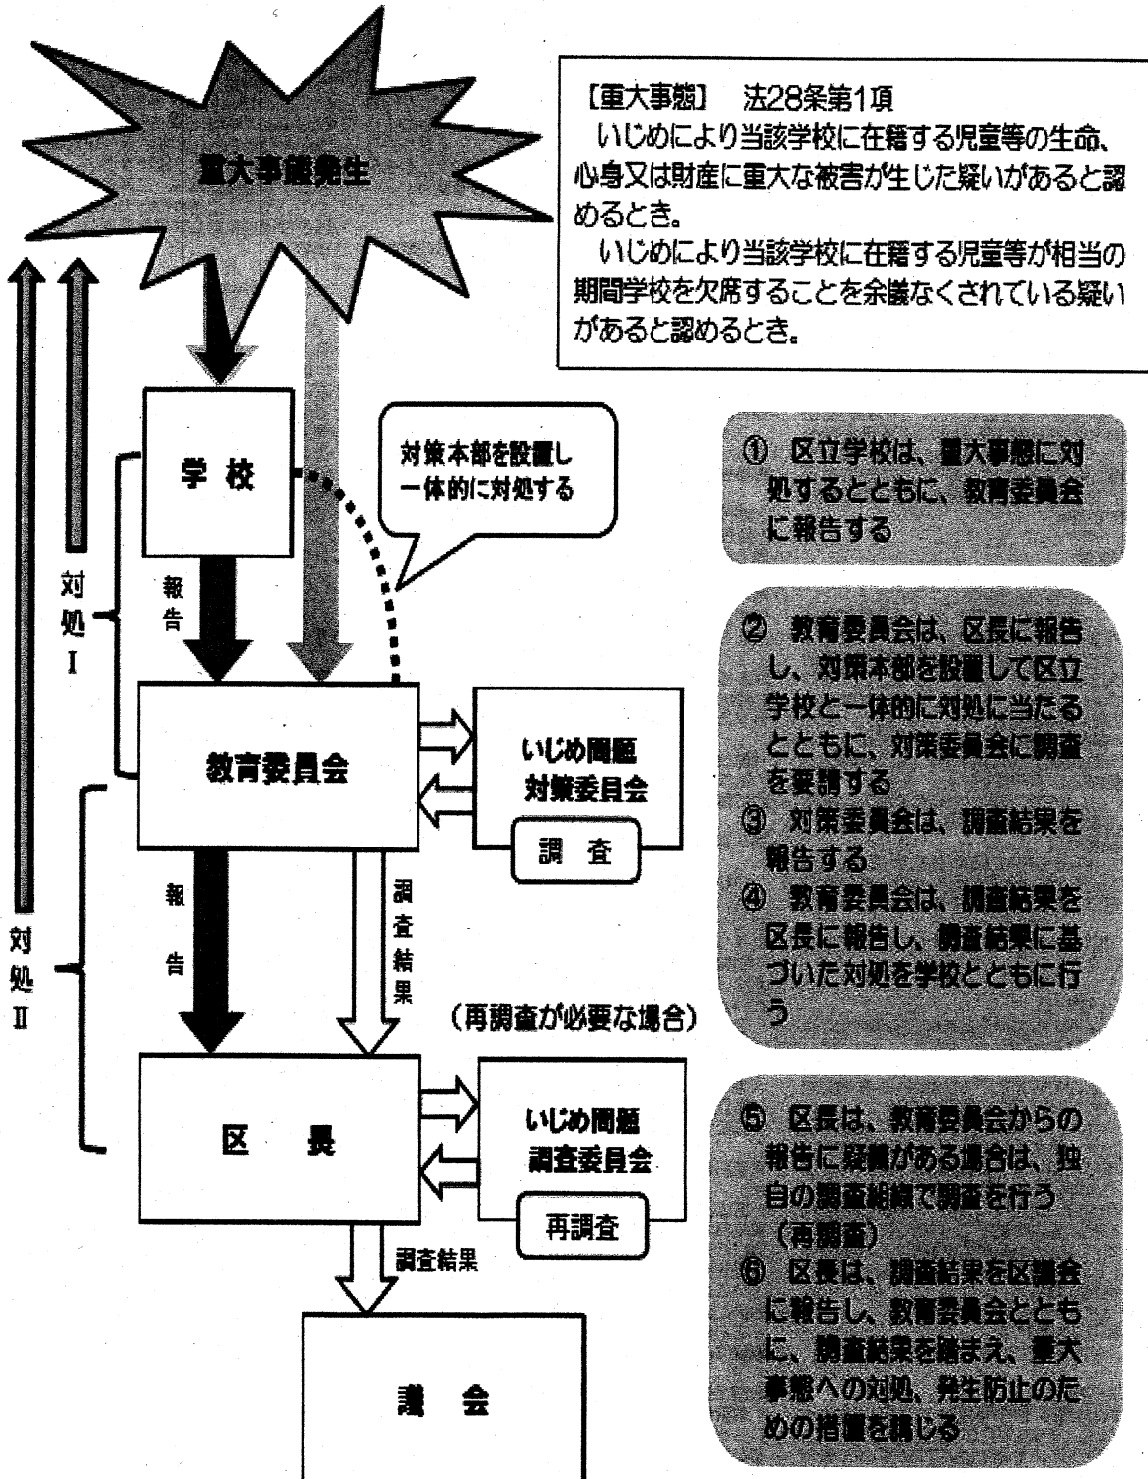 重大事態発生
【重大事態】　法28条第1項
いじめにより当該学校に在籍する児童等の生命、
心身又は財産に重大な被害が生じた疑いがあると認
めるとき。
いじめにより当該学校に在籍する児童等が相当の
期間学校を欠席することを余儀なくされている疑い
があると認めるとき。
学　校
対策本部を設置し
一体的に対処する
報告
対処Ⅰ
教育委員会
いじめ問題
対策委員会
調　査
報告
調査結果
対処Ⅱ
（再調査が必要な場合）
区　長
いじめ問題
調査委員会
再調査
調査結果
議　会
①　区立学校は、重大事態に対
処するとともに、教育委員会
に報告する
②　教育委員会は、区長に報告
し、対策本部を設置して区立
学校と一体的に対処に当たる
とともに、対策委員会に調査
を要請する
③　対策委員会は、調査結果を
報告する
④　教育委員会は、調査結果を
区長に報告し、調査結果に基
づいた対処を学校とともに行
う
⑤　区長は、教育委員会からの
報告に疑義がある場合は、独
自の調査組織で調査を行う
（再調査）
⑥　区長は、調査結果を区議会
に報告し、教育委員会ととも
に、調査結果を踏まえ、重大
事態への対処、発生防止のた
めの措置を講じる